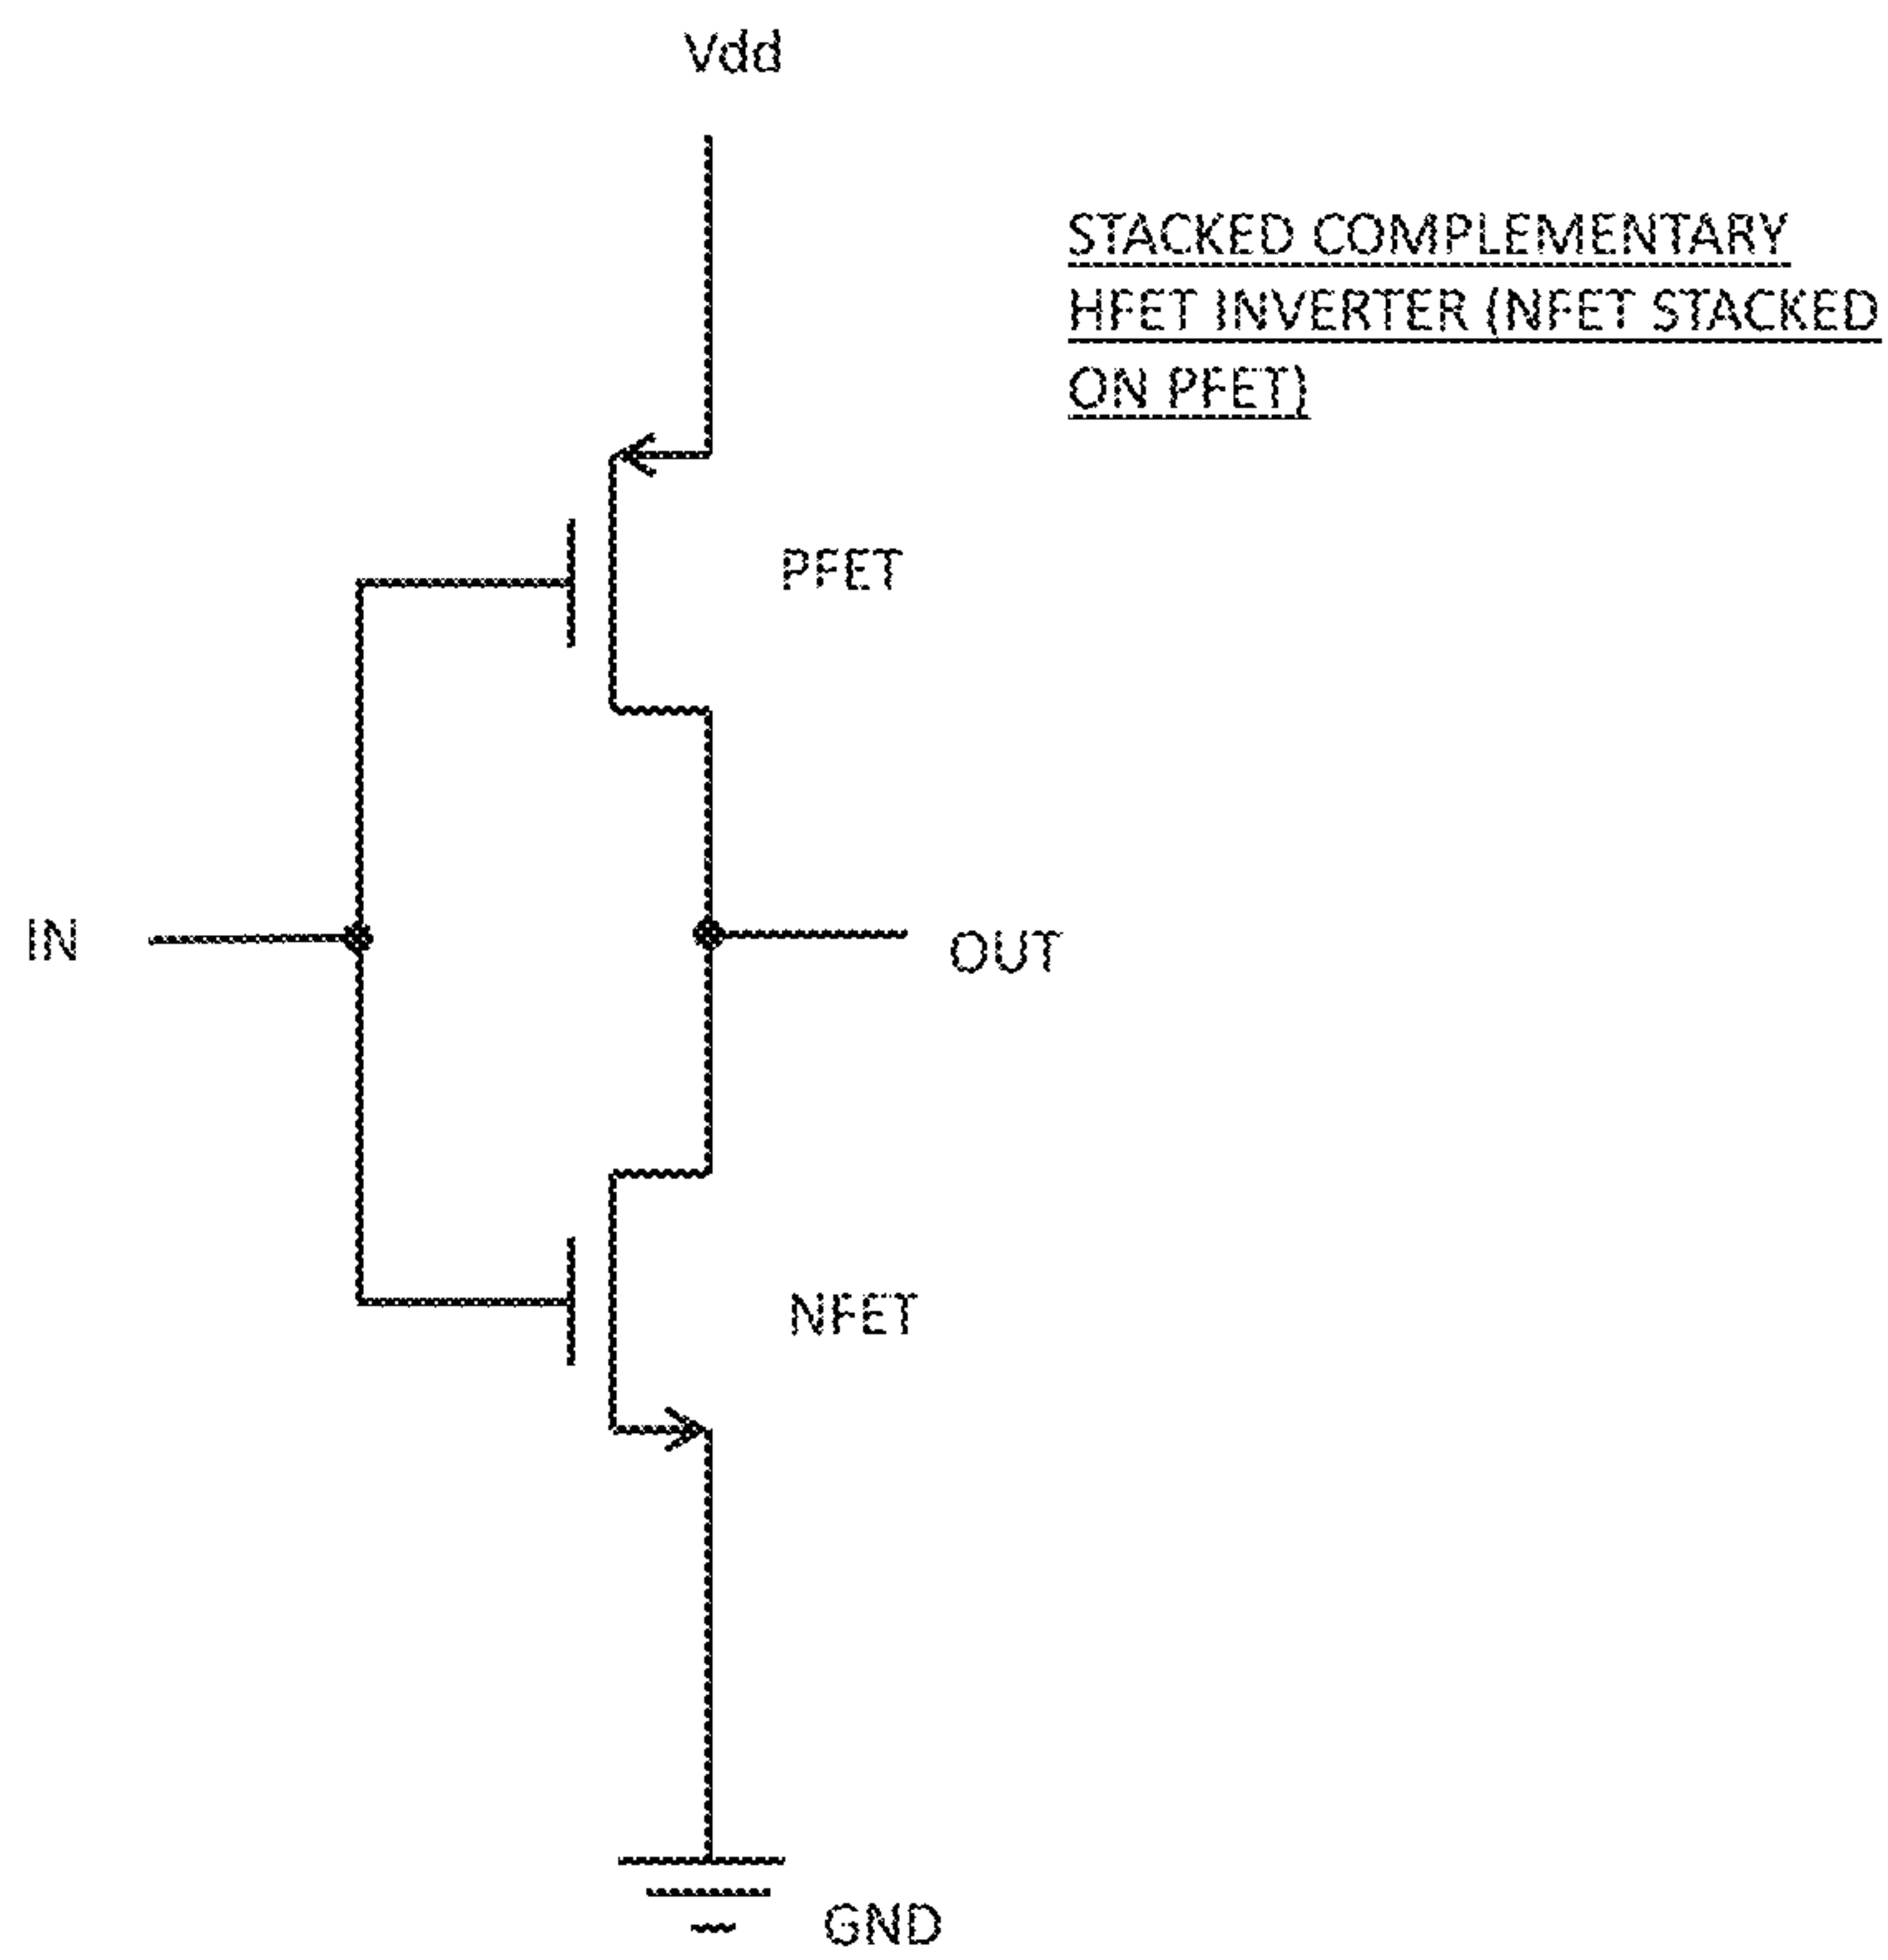 Vdd
STACKED COMPLEMENTARY
HFET INVERTER (NFET STACKED
ON PFET)
PFET
IN
OUT
NFET
GND